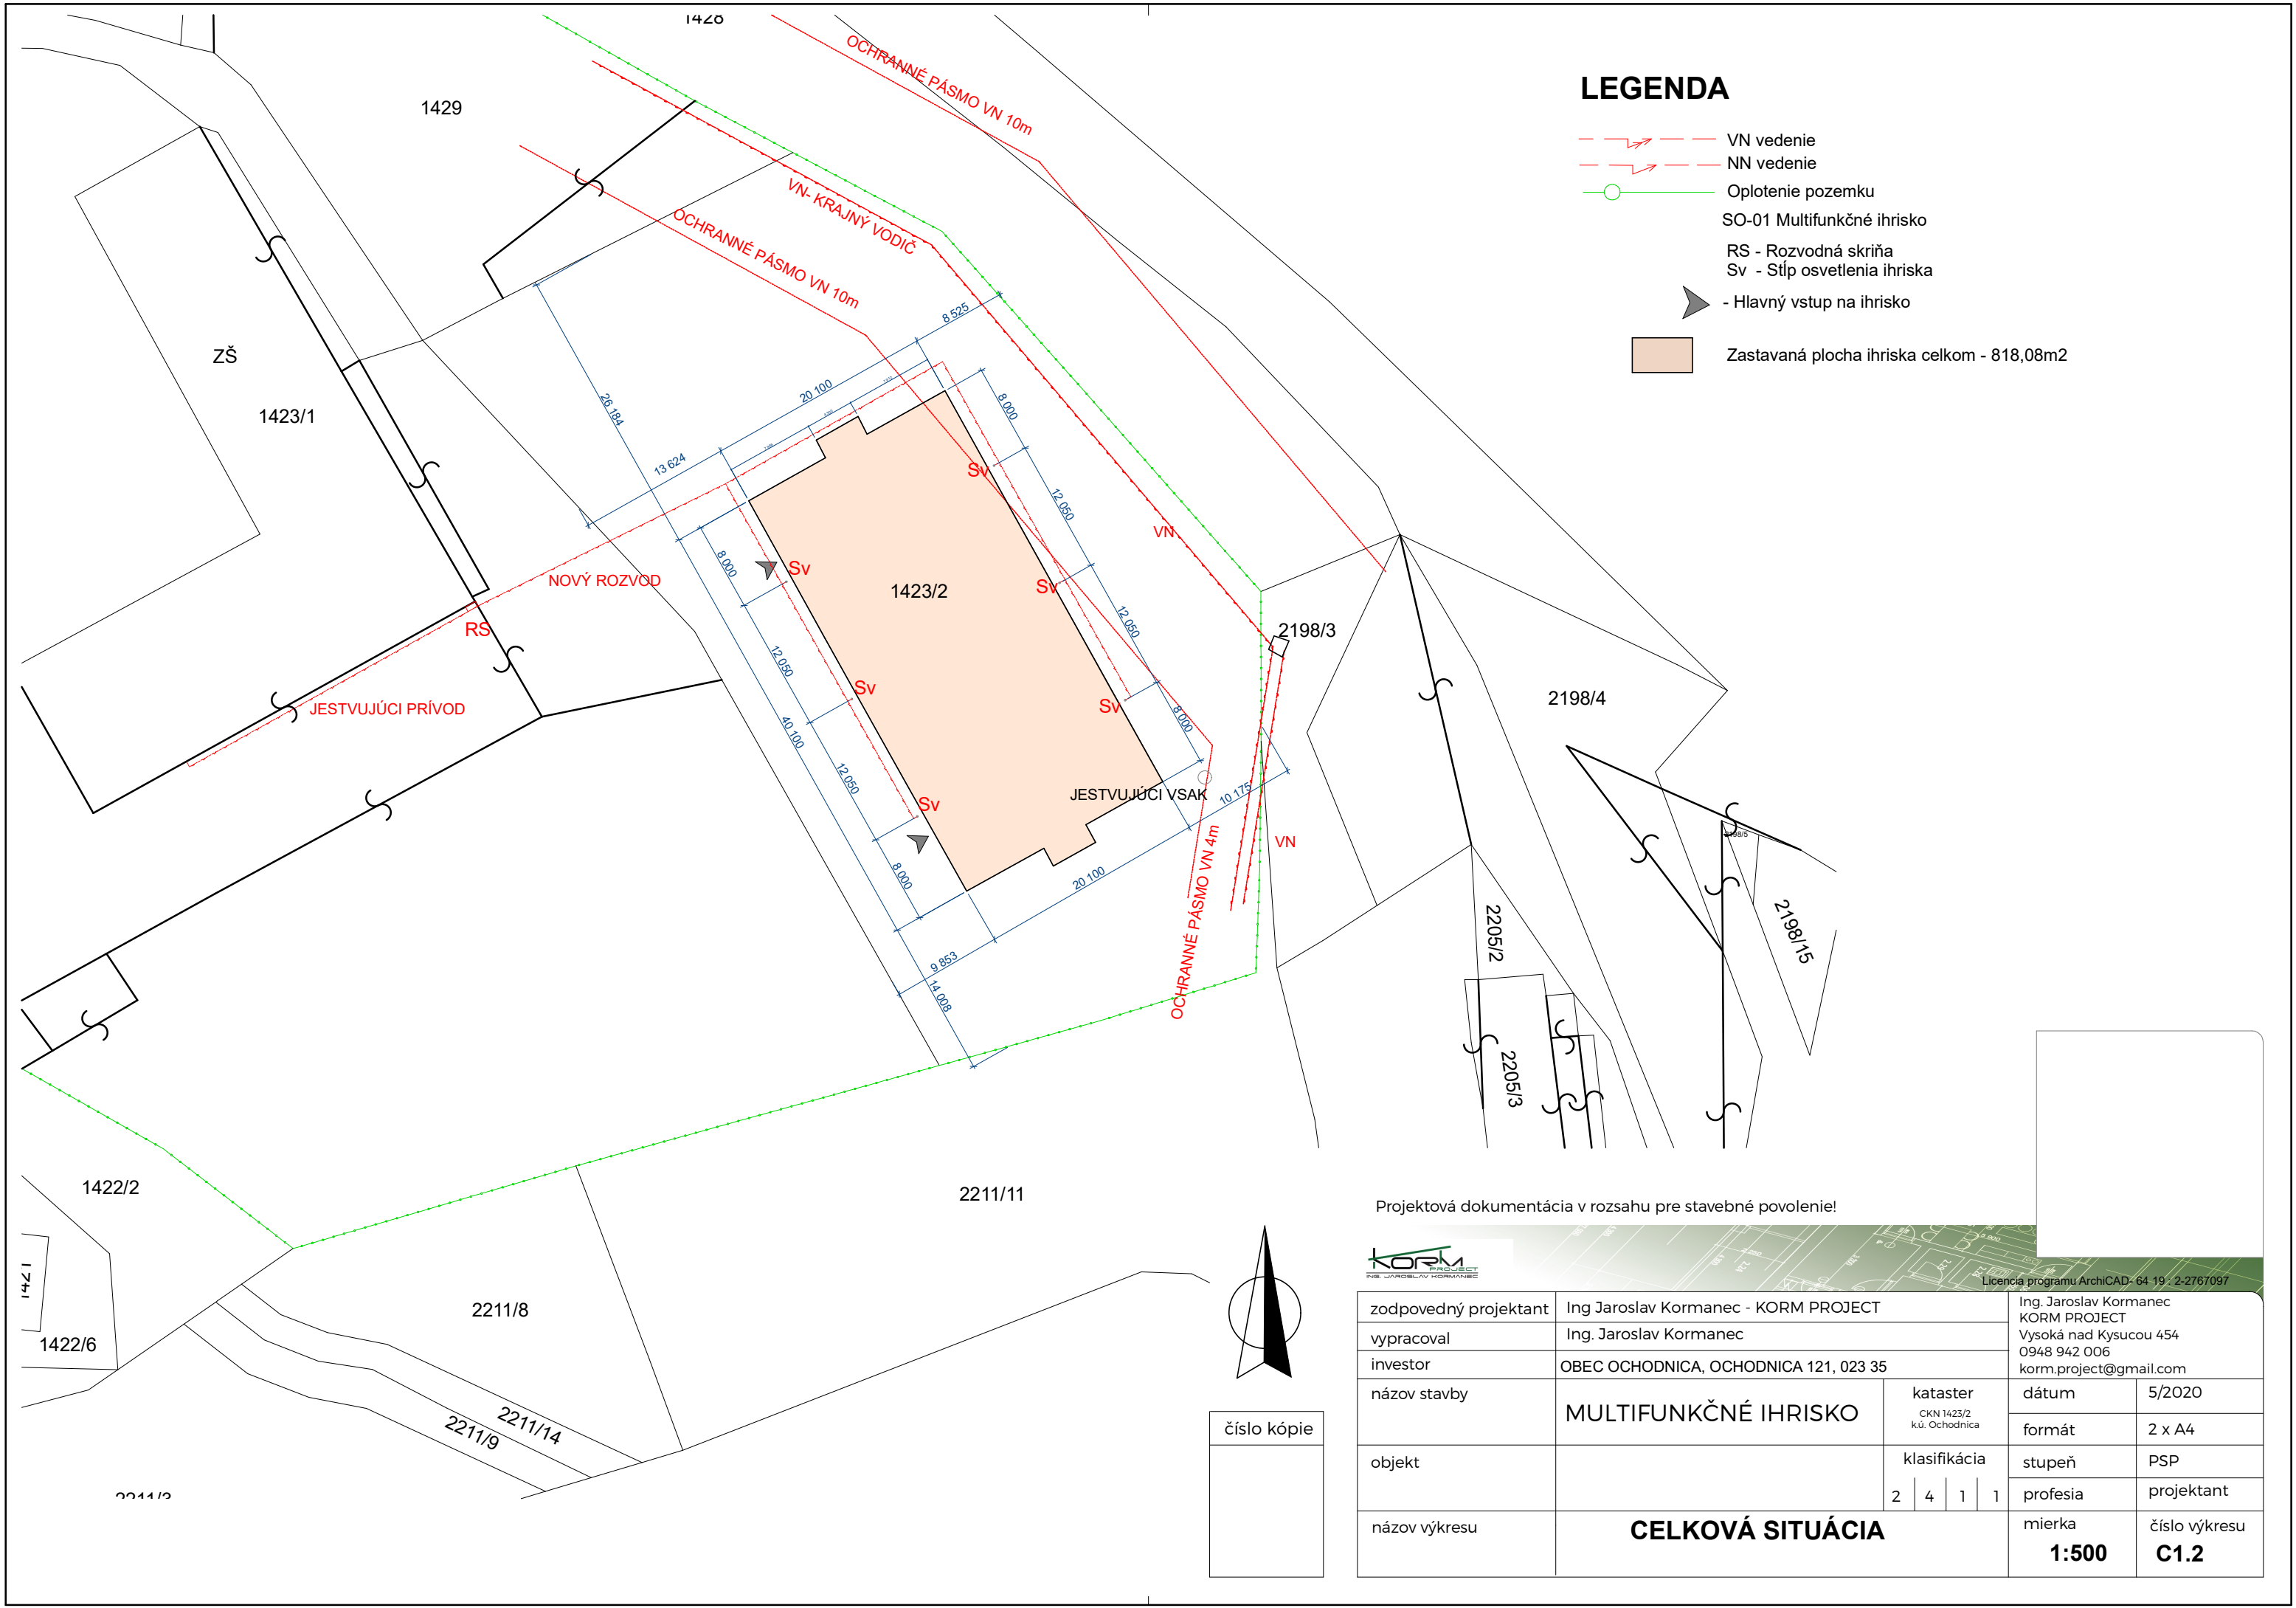 1428
OCHRANNÉ PÁSMO VN 10m
1429
LEGENDA
VN vedenie
NN vedenie
Oplotenie pozemku
SO-01 Multifunkčné ihrisko
RS - Rozvodná skriňa
Sv - Stĺp osvetlenia ihriska
- Hlavný vstup na ihrisko
Zastavaná plocha ihriska celkom - 818,08m2
VN- KRAJNÝ VODIČ
OCHRANNÉ PÁSMO VN 10m
8 525
ZŠ
1423/1
26 184
20 100
8 000
13 624
Sv
12 050
VN
8 000
Sv
NOVÝ ROZVOD
1423/2
Sv
12 050
RS
2198/3
12 050
Sv
2198/4
JESTVUJÚCI PRÍVOD
Sv
8 000
40 100
12 050
JESTVUJÚCI VSAK
10 175
Sv
VN
2198/5
8 000
20 100
OCHRANNÉ PÁSMO VN 4m
2205/2
2198/15
9 853
14 008
2205/3
1422/2
2211/11
1421
2211/8
1422/6
2211/14
2211/9
2211/3
Projektová dokumentácia v rozsahu pre stavebné povolenie!
KORM
PROJECT
ING. JAROSLAV KORMANEC
Licencia programu ArchiCAD- 64 19 : 2-2767097
zodpovedný projektant
Ing Jaroslav Kormanec - KORM PROJECT
vypracoval
Ing. Jaroslav Kormanec
investor
OBEC OCHODNICA, OCHODNICA 121, 023 35
Ing. Jaroslav Kormanec
KORM PROJECT
Vysoká nad Kysucou 454
0948 942 006
korm.project@gmail.com
názov stavby
MULTIFUNKČNÉ IHRISKO
kataster
CKN 1423/2
k.ú. Ochodnica
dátum
5/2020
formát
2 x A4
objekt
klasifikácia
2 4 1 1
stupeň
PSP
profesia
projektant
názov výkresu
CELKOVÁ SITUÁCIA
mierka
1:500
číslo výkresu
C1.2
číslo kópie